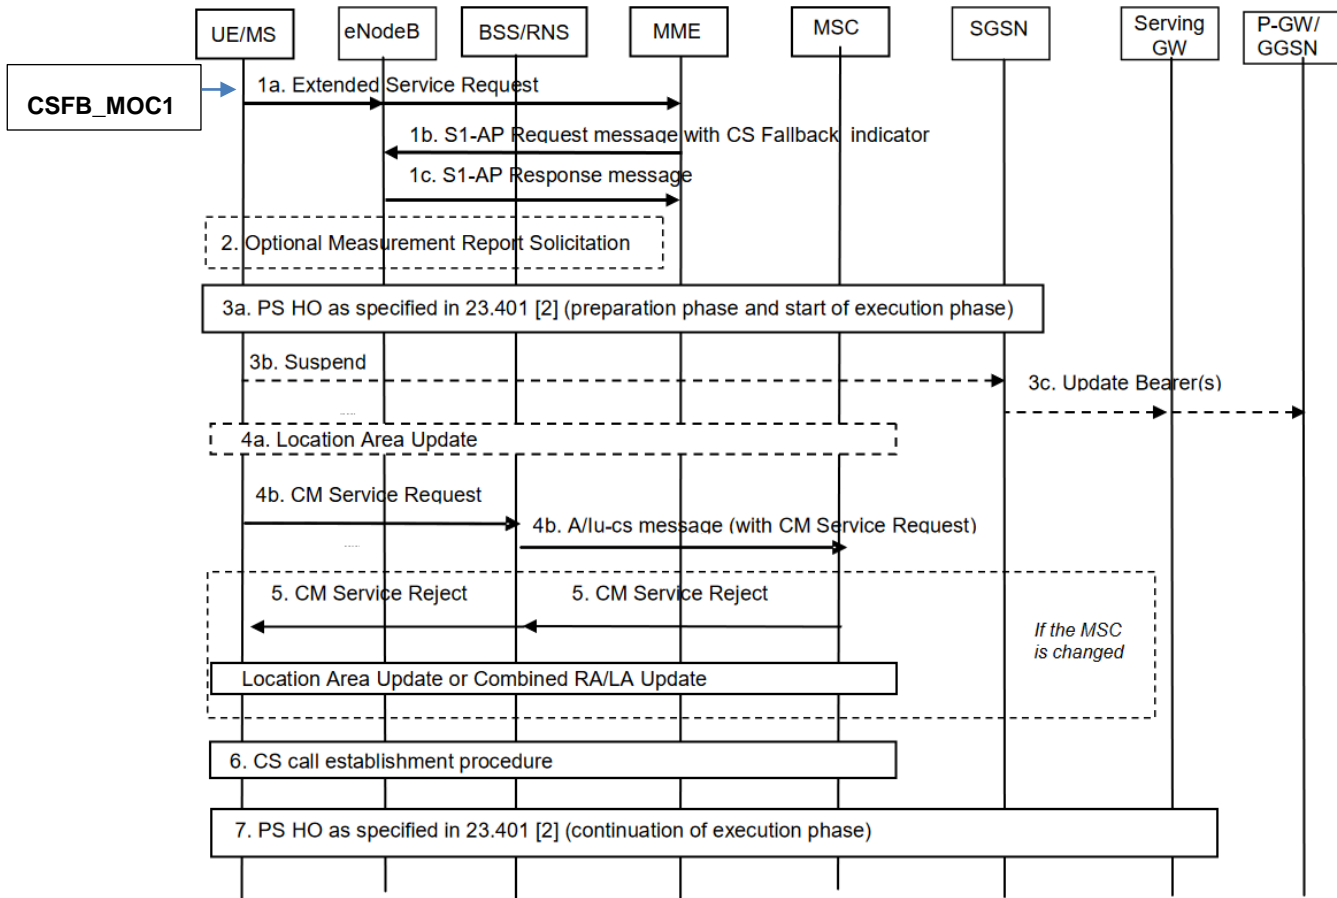 UE/MS
eNodeB
BSS/RNS
MME
MSC
SGSN
Serving
GW
P-GW/
GGSN
CSFB_MOC1
1a. Extended Service Request
1b. S1-AP Request message with CS Fallback indicator
1c. S1-AP Response message
2. Optional Measurement Report Solicitation
3a. PS HO as specified in 23.401 [2] (preparation phase and start of execution phase)
3b. Suspend
3c. Update Bearer(s)
4a. Location Area Update
4b. CM Service Request
4b. A/Iu-cs message (with CM Service Request)
5. CM Service Reject
5. CM Service Reject
If the MSC
is changed
Location Area Update or Combined RA/LA Update
6. CS call establishment procedure
7. PS HO as specified in 23.401 [2] (continuation of execution phase)